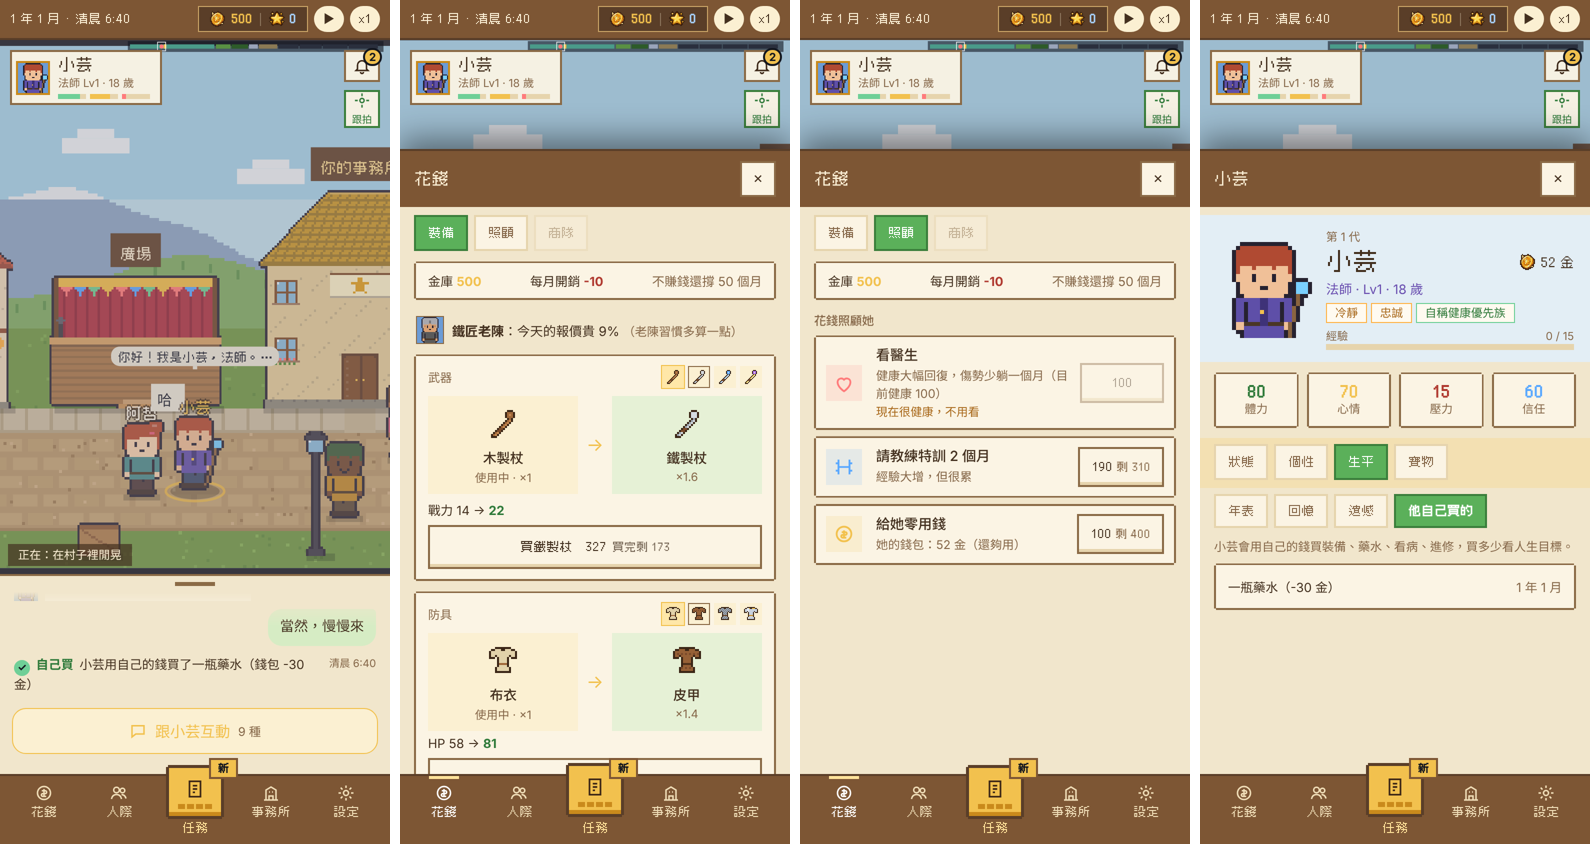 1 年 1 月 · 清晨 6:40
500
0
x1
小芸
法師 Lv1 · 18 歲
2
跟拍
你的事務所
廣場
你好！我是小芸，法師。⋯
哈
小芸
正在：在村子裡閒晃
當然，慢慢來
自己買 小芸用自己的錢買了一瓶藥水（錢包 -30
金）
清晨 6:40
跟小芸互動 9 種
新
花錢
人際
任務
事務所
設定
1 年 1 月 · 清晨 6:40
500
0
x1
小芸
法師 Lv1 · 18 歲
2
跟拍
花錢
×
裝備
照顧
商隊
金庫 500
每月開銷 -10
不賺錢還撐 50 個月
鐵匠老陳：今天的報價貴 9%（老陳習慣多算一點）
武器
木製杖
使用中 · ×1
→
鐵製杖
×1.6
戰力 14 → 22
買鐵製杖 327 買完剩 173
防具
布衣
使用中 · ×1
→
皮甲
×1.4
HP 58 → 81
新
花錢
人際
任務
事務所
設定
1 年 1 月 · 清晨 6:40
500
0
x1
小芸
法師 Lv1 · 18 歲
2
跟拍
花錢
×
裝備
照顧
商隊
金庫 500
每月開銷 -10
不賺錢還撐 50 個月
花錢照顧她
看醫生
健康大幅回復，傷勢少躺一個月（目
前健康 100）
現在很健康，不用看
100
請教練特訓 2 個月
經驗大增，但很累
190 剩 310
給她零用錢
她的錢包：52 金（還夠用）
100 剩 400
新
花錢
人際
任務
事務所
設定
1 年 1 月 · 清晨 6:40
500
0
x1
小芸
法師 Lv1 · 18 歲
2
跟拍
小芸
×
第 1 代
小芸
52 金
法師 · Lv1 · 18 歲
冷靜
忠誠
自稱健康優先族
經驗
0 / 15
80
體力
70
心情
15
壓力
60
信任
狀態
個性
生平
寶物
年表
回憶
遺憾
他自己買的
小芸會用自己的錢買裝備、藥水、看病、進修，買多少看人生目標。
一瓶藥水（-30 金）
1 年 1 月
新
花錢
人際
任務
事務所
設定